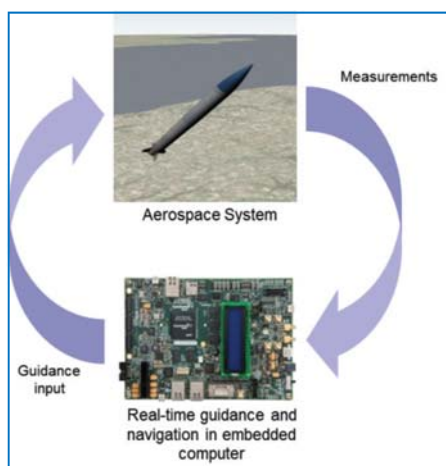 Measurements
Aerospace System
Guidance
input
Real-time guidance and
navigation in embedded
computer